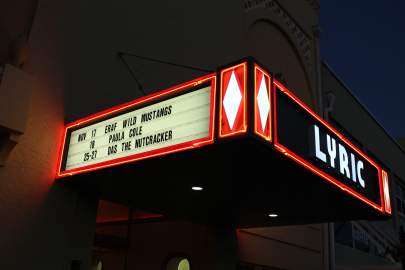 NOV 17 ERAF WILD MUSTANGS
18 PAULA COLE
25-27 DAS THE NUTCRACKER
LYRIC